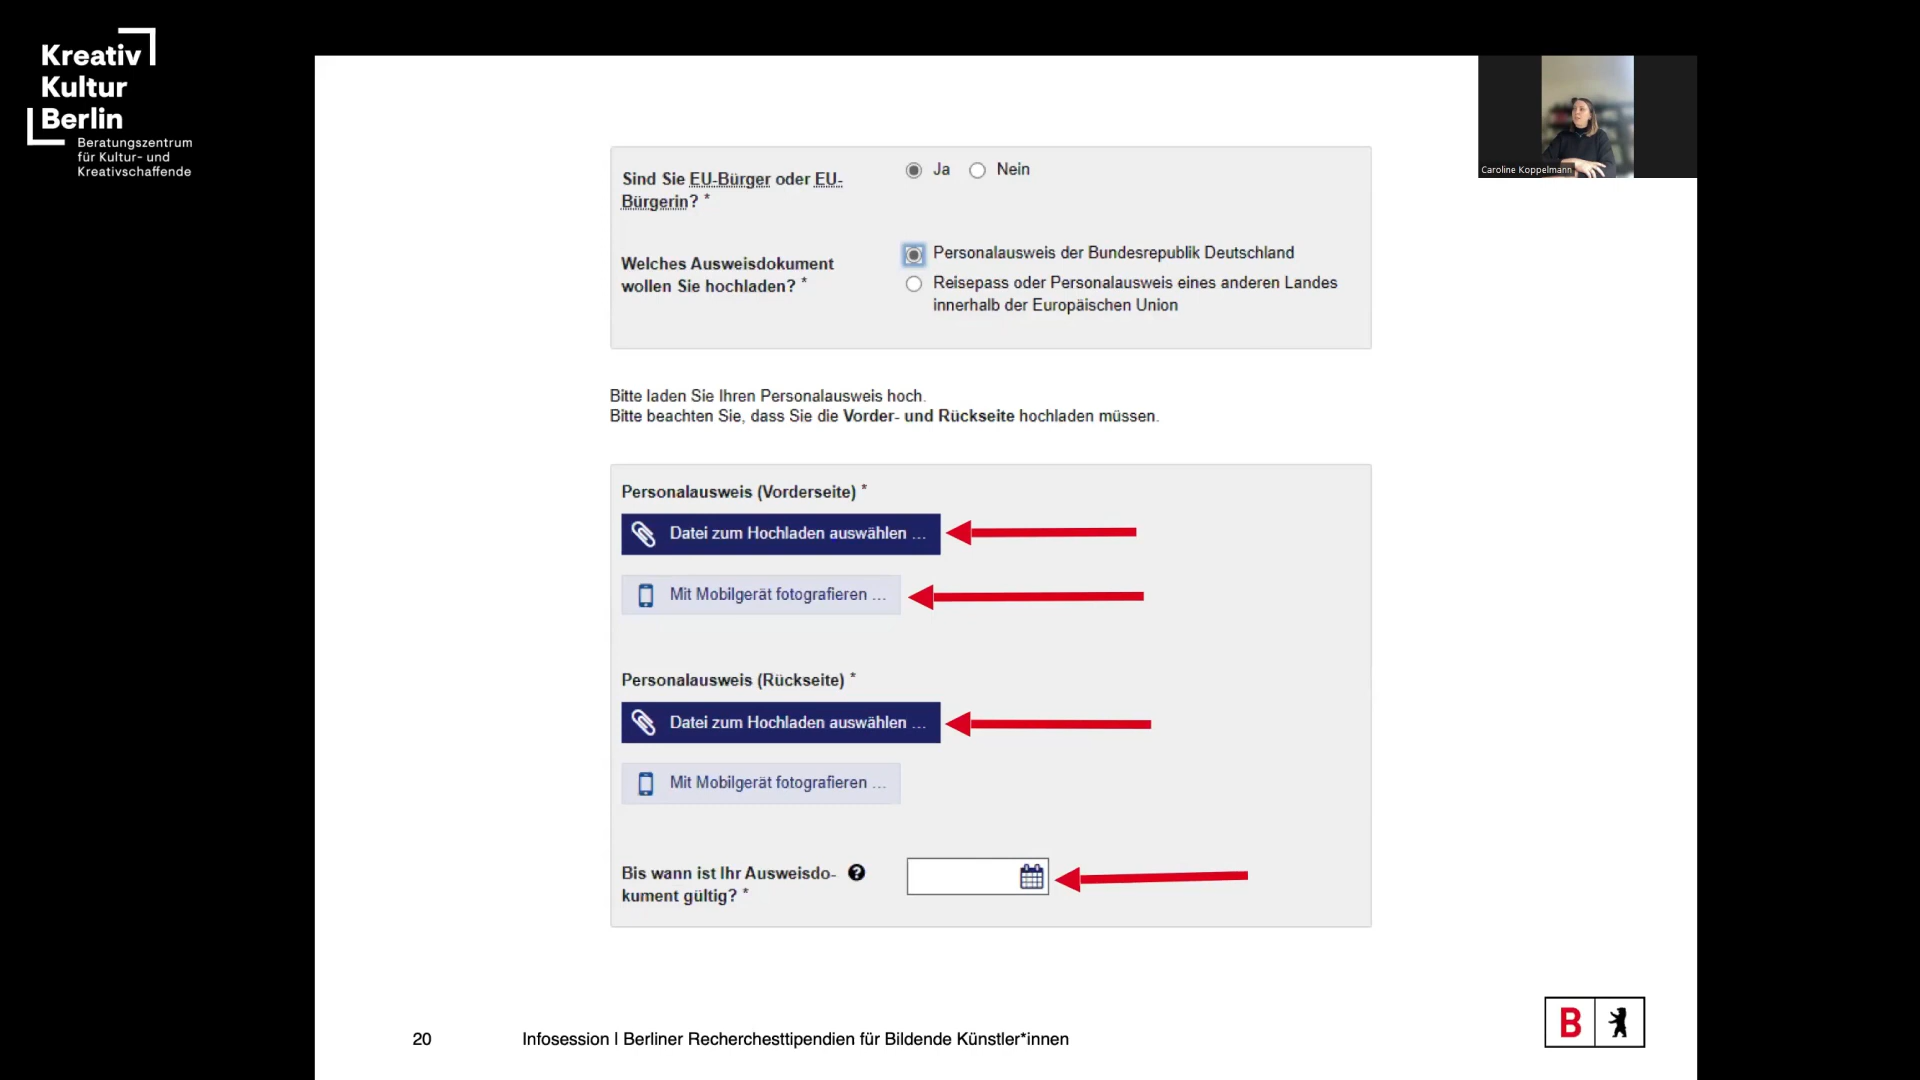 Kreativ
Kultur
Berlin
Beratungszentrum
für Kultur- und
Kreativschaffende
Caroline Koppelmann
Sind Sie EU-Bürger oder EU-
Bürgerin? *
Ja
Nein
Welches Ausweisdokument
wollen Sie hochladen? *
Personalausweis der Bundesrepublik Deutschland
Reisepass oder Personalausweis eines anderen Landes
innerhalb der Europäischen Union
Bitte laden Sie Ihren Personalausweis hoch.
Bitte beachten Sie, dass Sie die Vorder- und Rückseite hochladen müssen.
Personalausweis (Vorderseite) *
Datei zum Hochladen auswählen ...
Mit Mobilgerät fotografieren ...
Personalausweis (Rückseite) *
Datei zum Hochladen auswählen ...
Mit Mobilgerät fotografieren ...
Bis wann ist Ihr Ausweisdo- ?
kument gültig? *
20
Infosession | Berliner Recherchesttipendien für Bildende Künstler*innen
B